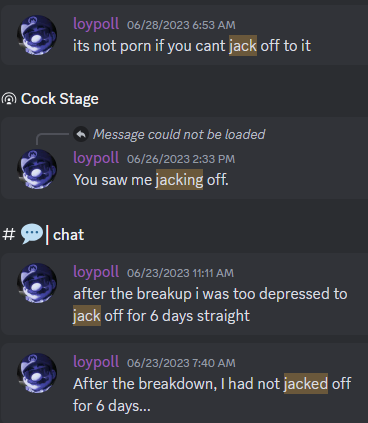 loypoll 06/28/2023 6:53 AM
its not porn if you cant jack off to it
Cock Stage
Message could not be loaded
loypoll 06/26/2023 2:33 PM
You saw me jacking off.
# 💬| chat
loypoll 06/23/2023 11:11 AM
after the breakup i was too depressed to
jack off for 6 days straight
loypoll 06/23/2023 7:40 AM
After the breakdown, I had not jacked off
for 6 days...